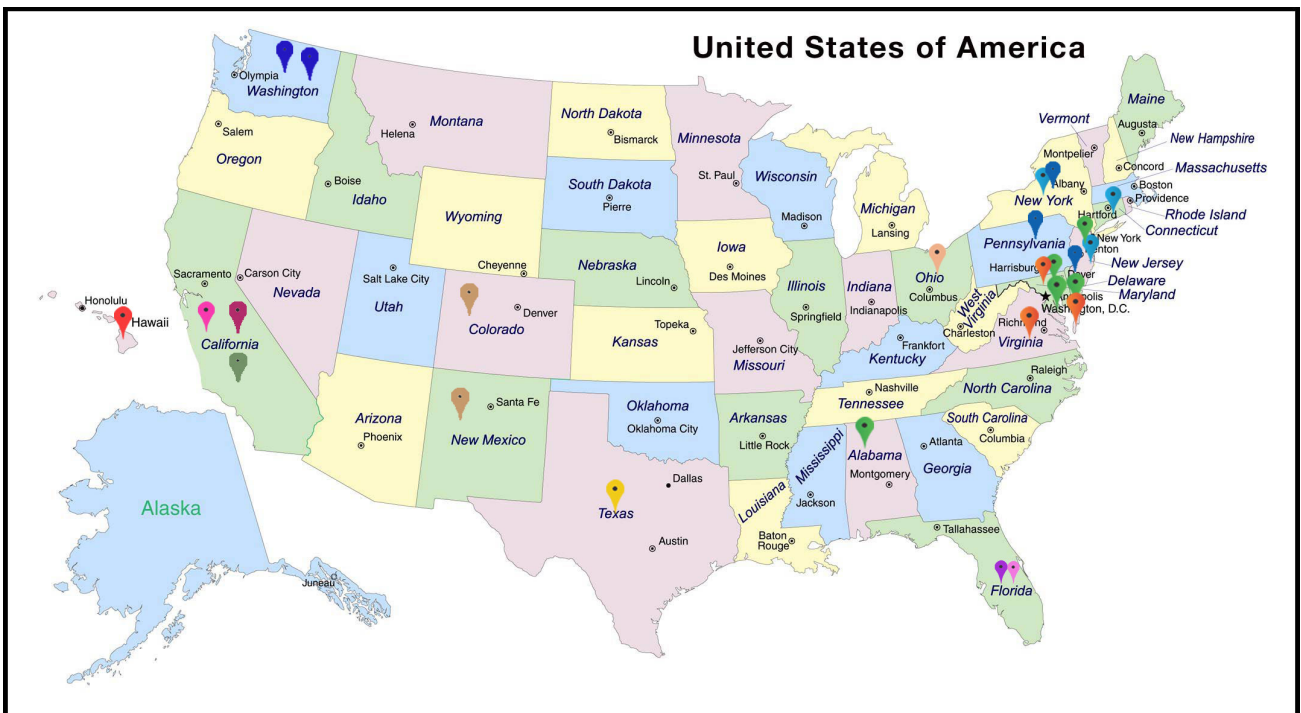 United States of America
Olympia
Washington
Salem
Oregon
Helena
Montana
North Dakota
Bismarck
Minnesota
St. Paul
Boise
Idaho
South Dakota
Pierre
Wisconsin
Madison
Michigan
Lansing
Vermont
Montpelier
Maine
Augusta
New Hampshire
Concord
Massachusetts
Boston
Albany
Providence
New York
Hartford
Rhode Island
Connecticut
Wyoming
Cheyenne
Iowa
Des Moines
Nebraska
Lincoln
Pennsylvania
Harrisburg
New York
New Jersey
Delaware
Maryland
Washington, D.C.
Sacramento
Carson City
Nevada
Salt Lake City
Utah
Denver
Colorado
Illinois
Springfield
Indiana
Indianapolis
Ohio
Columbus
West
Virginia
Charleston
Richmond
Virginia
Honolulu
Hawaii
California
Topeka
Kansas
Jefferson City
Missouri
Frankfort
Kentucky
Raleigh
North Carolina
Nashville
Tennessee
South Carolina
Columbia
Arizona
Phoenix
Santa Fe
New Mexico
Oklahoma
Oklahoma City
Arkansas
Little Rock
Mississippi
Jackson
Alabama
Montgomery
Atlanta
Georgia
Dallas
Texas
Austin
Louisiana
Baton
Rouge
Tallahassee
Florida
Alaska
Juneau